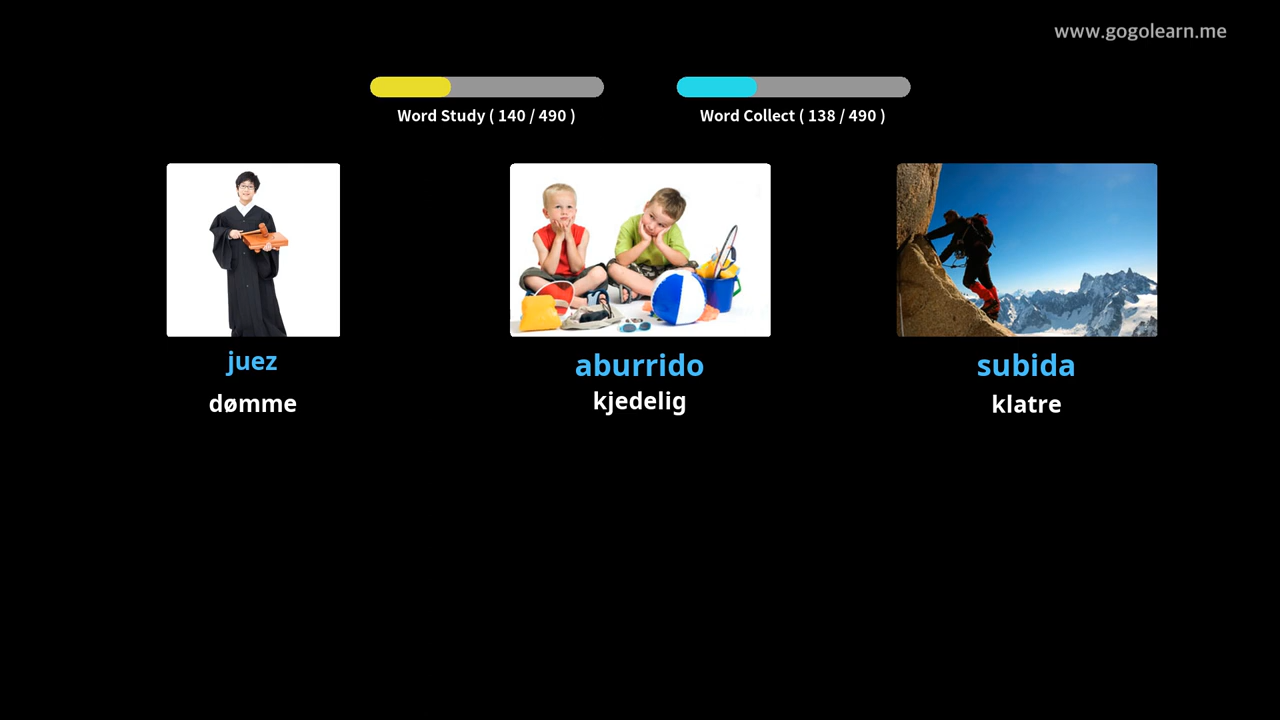 www.gogolearn.me
Word Study ( 140 / 490 )
Word Collect ( 138 / 490 )
juez
aburrido
subida
dømme
kjedelig
klatre